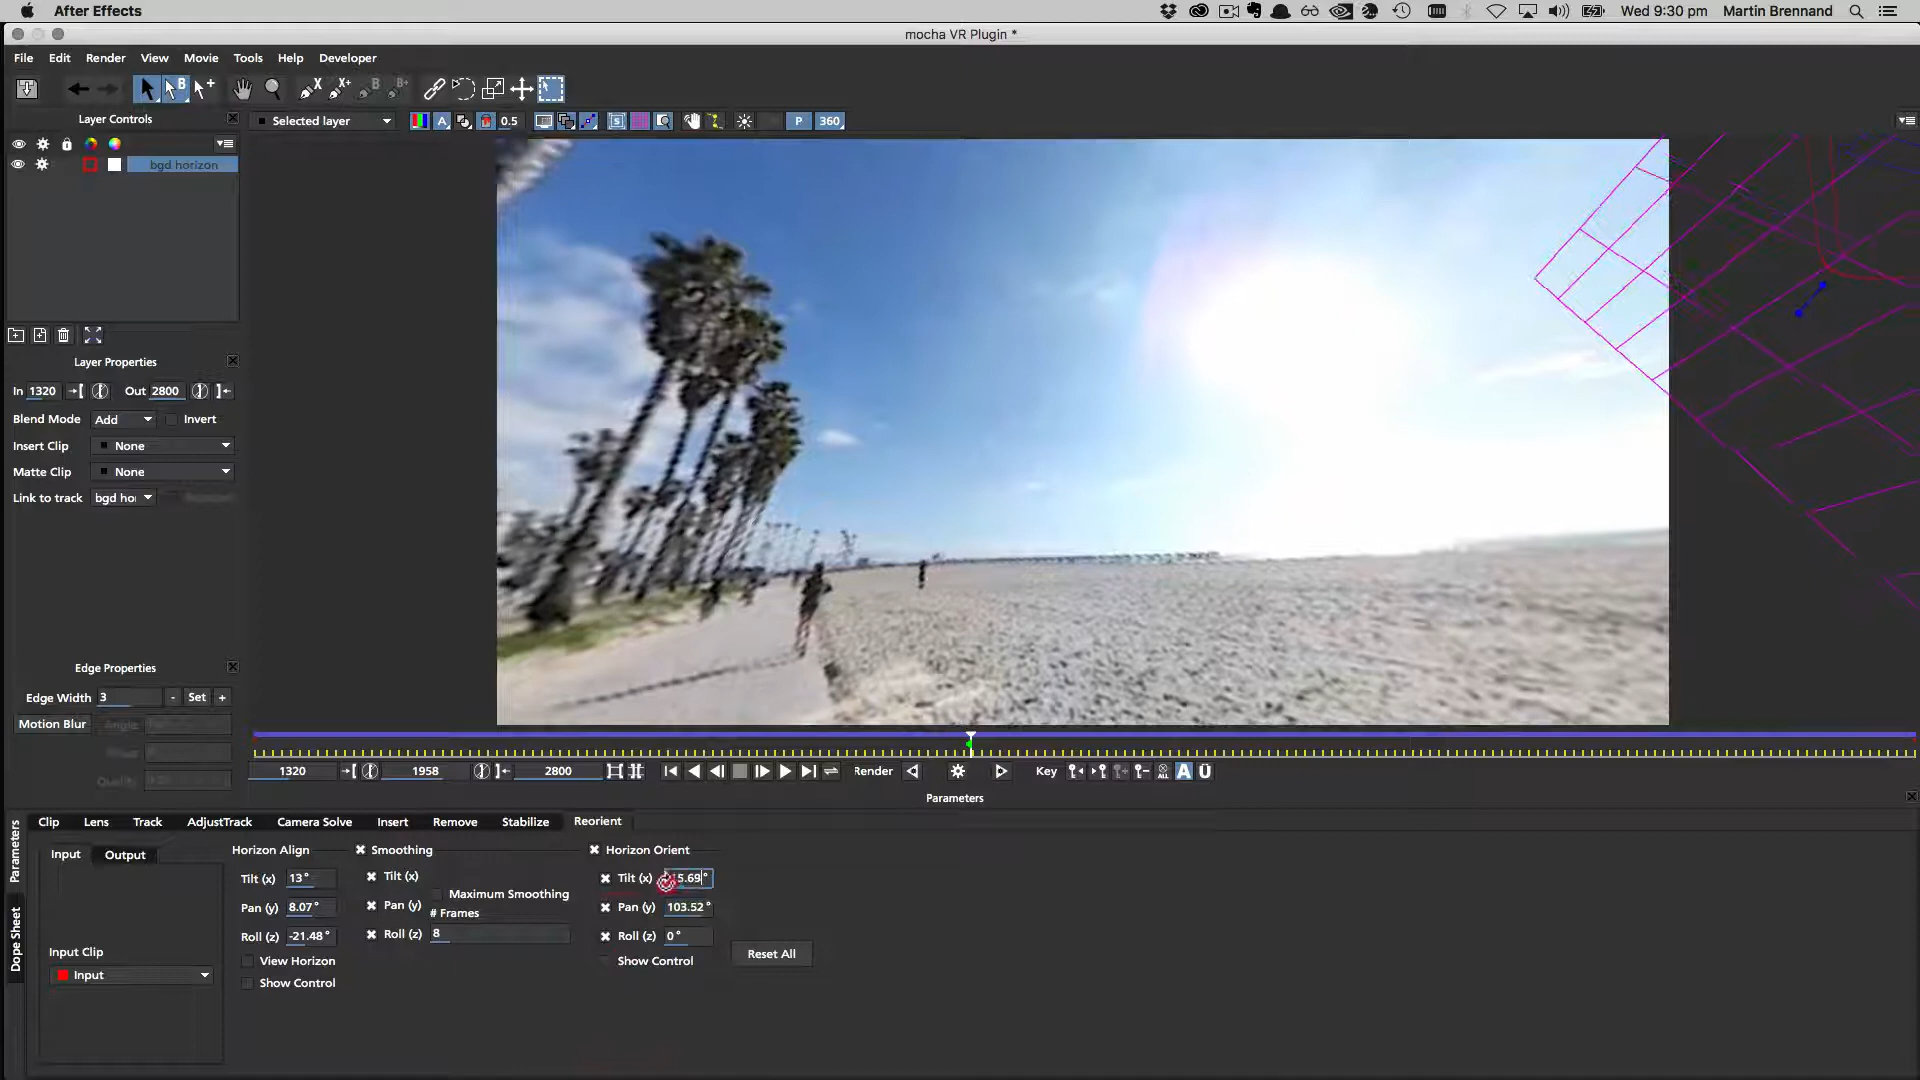 After Effects
Wed 9:30 pm Martin Brennand
mocha VR Plugin *
File Edit Render View Movie Tools Help Developer
Layer Controls
Selected layer
0.5
P
360
bgd horizon
Layer Properties
In 1320 Out 2800
Blend Mode Add Invert
Insert Clip None
Matte Clip None
Link to track bgd hoi
Edge Properties
Edge Width 3 - Set +
Motion Blur Angle
Quality
1320 1958 2800 Render Key
Parameters
Clip Lens Track AdjustTrack Camera Solve Insert Remove Stabilize Reorient
Parameters
Dope Sheet
Input Output
Input Clip
Input
Horizon Align
Tilt (x) 13°
Pan (y) 8.07°
Roll (z) -21.48°
View Horizon
Show Control
Smoothing
Tilt (x)
Pan (y)
Roll (z)
Maximum Smoothing
# Frames
8
Horizon Orient
Tilt (x) 5.69°
Pan (y) 103.52°
Roll (z) 0°
Show Control
Reset All